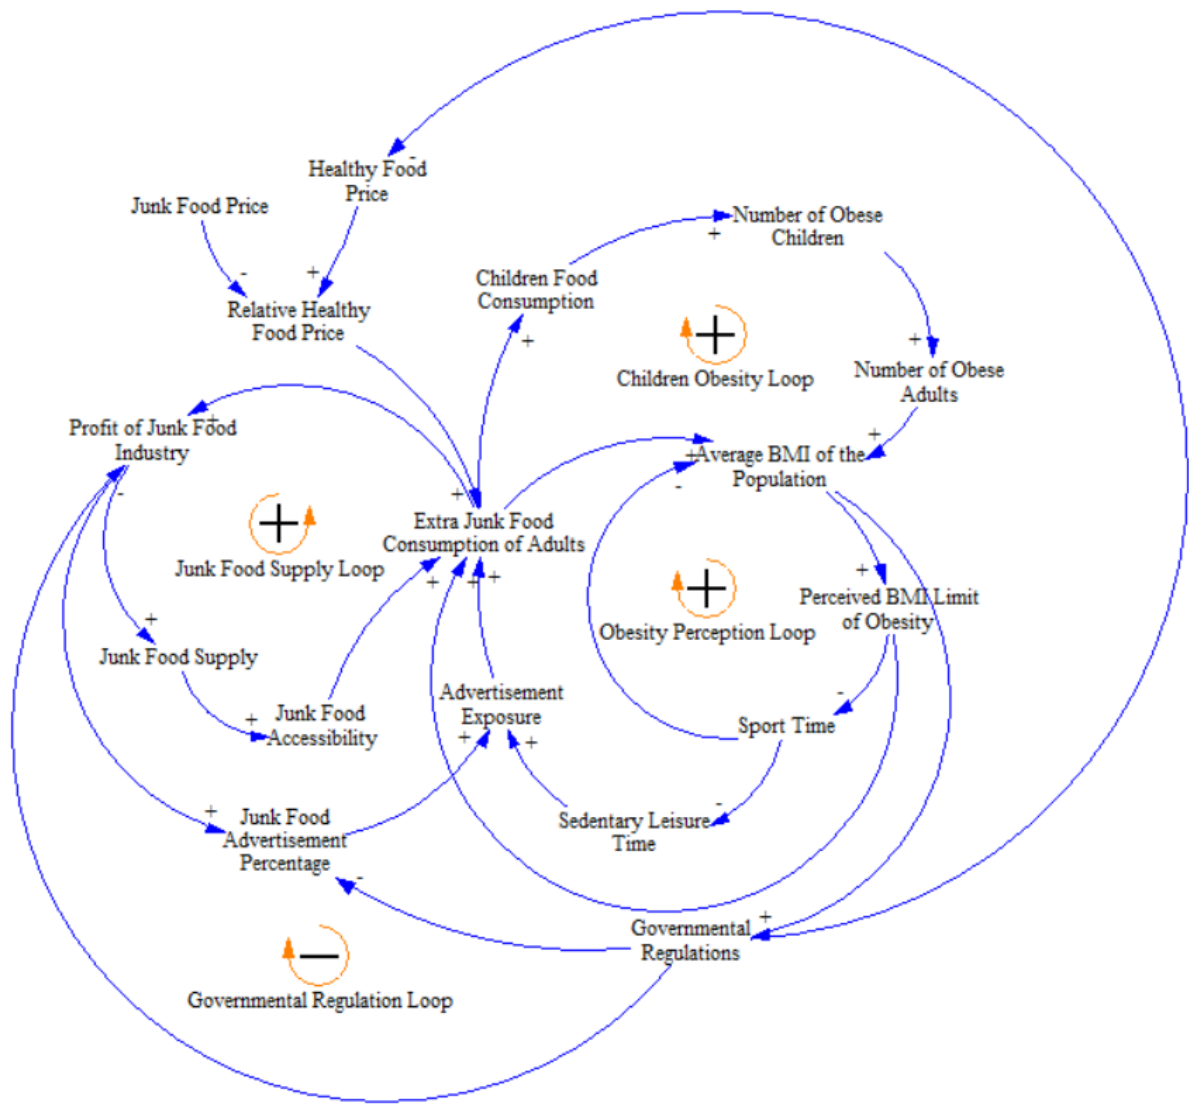 Healthy Food
Price
Junk Food Price
Number of Obese
Children
Children Food
Consumption
Relative Healthy
Food Price
Children Obesity Loop
Number of Obese
Adults
Profit of Junk Food
Industry
Average BMI of the
Population
Extra Junk Food
Consumption of Adults
Junk Food Supply Loop
Perceived BMI Limit
of Obesity
Obesity Perception Loop
Junk Food Supply
Advertisement
Exposure
Junk Food
Accessibility
Sport Time
Junk Food
Advertisement
Percentage
Sedentary Leisure
Time
Governmental
Regulations
Governmental Regulation Loop